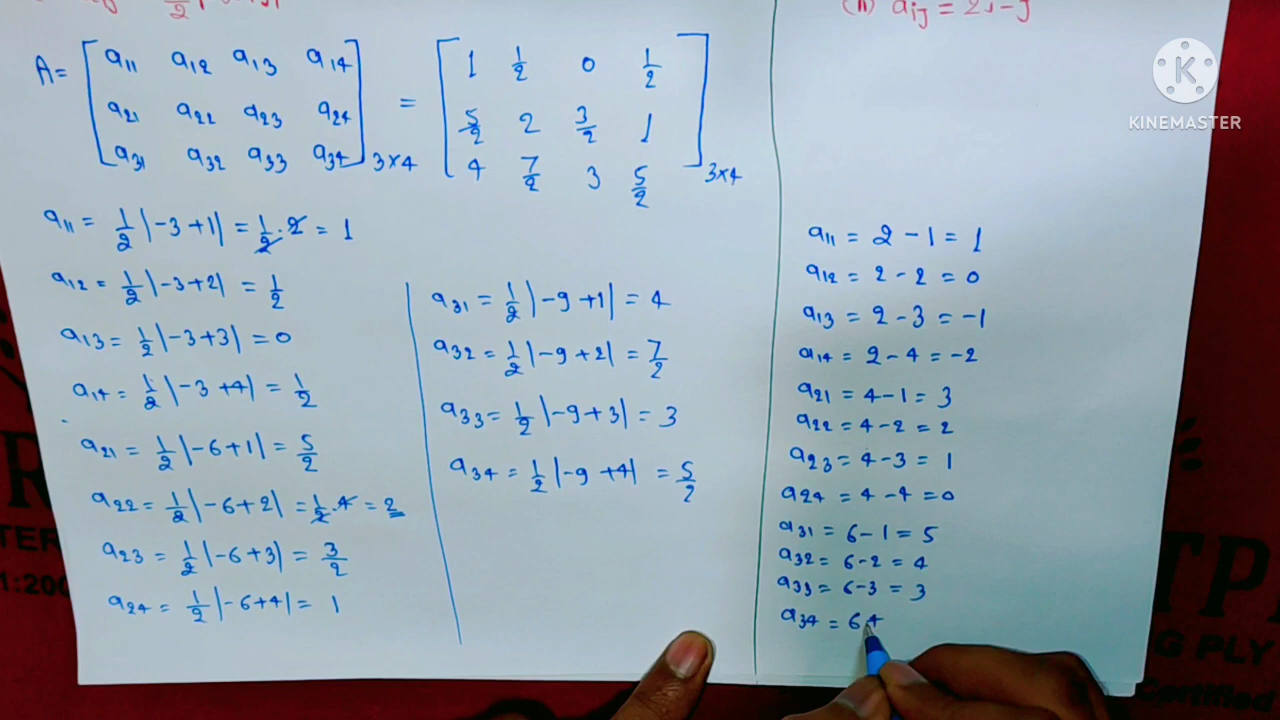 (ii) aij = 2i-j
A = [ a11 a12 a13 a14 ] = [ 1 1/2 0 1/2 ]
a21 a22 a23 a24 5/2 2 3/2 1
a31 a32 a33 a34 3×4 4 7/2 3 5/2 3×4
a11 = 1/2 |-3+1| = 1/2 . 2 = 1
a12 = 1/2 |-3+2| = 1/2
a13 = 1/2 |-3+3| = 0
a14 = 1/2 |-3+4| = 1/2
a21 = 1/2 |-6+1| = 5/2
a22 = 1/2 |-6+2| = 1/2 . 4 = 2
a23 = 1/2 |-6+3| = 3/2
a24 = 1/2 |-6+4| = 1
a31 = 1/2 |-9+1| = 4
a32 = 1/2 |-9+2| = 7/2
a33 = 1/2 |-9+3| = 3
a34 = 1/2 |-9+4| = 5/2
a11 = 2-1 = 1
a12 = 2-2 = 0
a13 = 2-3 = -1
a14 = 2-4 = -2
a21 = 4-1 = 3
a22 = 4-2 = 2
a23 = 4-3 = 1
a24 = 4-4 = 0
a31 = 6-1 = 5
a32 = 6-2 = 4
a33 = 6-3 = 3
a34 = 6 4
K
KINEMASTER
G PLY
Certified